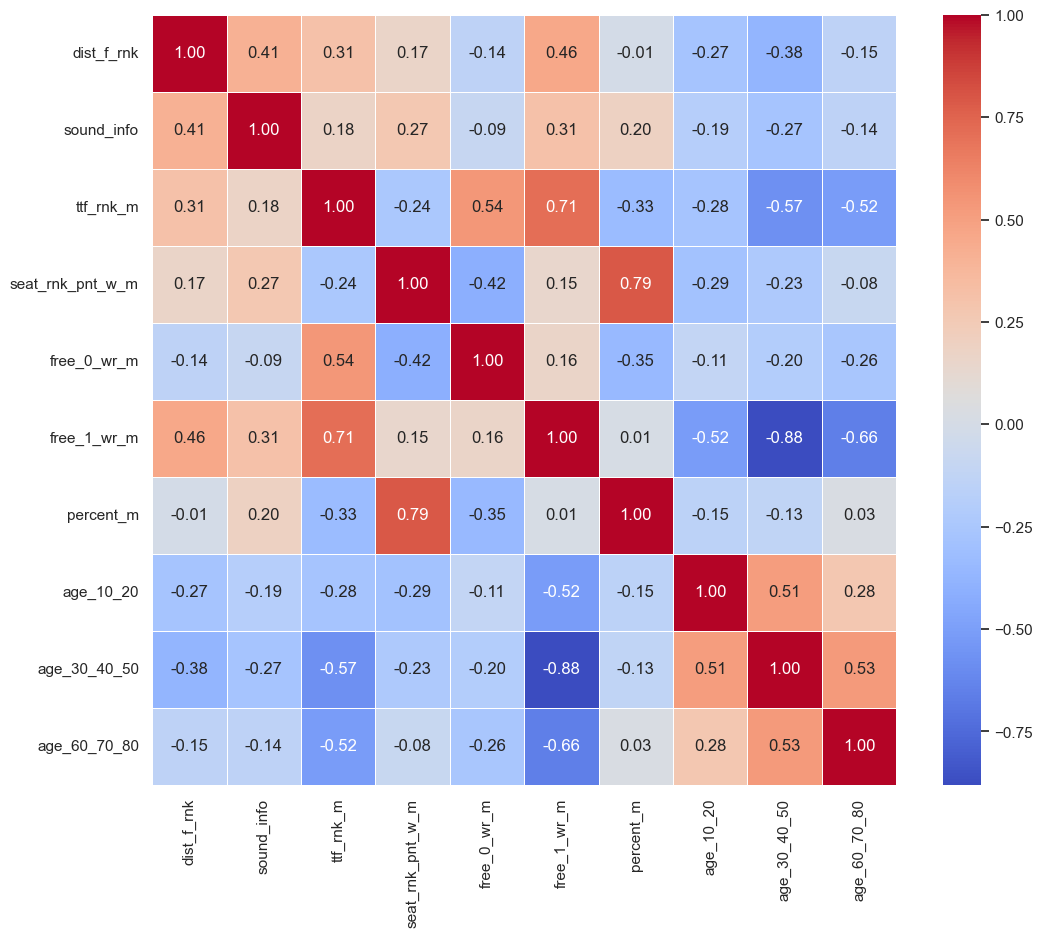 dist_f_rnk 1.00 0.41 0.31 0.17 -0.14 0.46 -0.01 -0.27 -0.38 -0.15
sound_info 0.41 1.00 0.18 0.27 -0.09 0.31 0.20 -0.19 -0.27 -0.14
ttf_rnk_m 0.31 0.18 1.00 -0.24 0.54 0.71 -0.33 -0.28 -0.57 -0.52
seat_rnk_pnt_w_m 0.17 0.27 -0.24 1.00 -0.42 0.15 0.79 -0.29 -0.23 -0.08
free_0_wr_m -0.14 -0.09 0.54 -0.42 1.00 0.16 -0.35 -0.11 -0.20 -0.26
free_1_wr_m 0.46 0.31 0.71 0.15 0.16 1.00 0.01 -0.52 -0.88 -0.66
percent_m -0.01 0.20 -0.33 0.79 -0.35 0.01 1.00 -0.15 -0.13 0.03
age_10_20 -0.27 -0.19 -0.28 -0.29 -0.11 -0.52 -0.15 1.00 0.51 0.28
age_30_40_50 -0.38 -0.27 -0.57 -0.23 -0.20 -0.88 -0.13 0.51 1.00 0.53
age_60_70_80 -0.15 -0.14 -0.52 -0.08 -0.26 -0.66 0.03 0.28 0.53 1.00
dist_f_rnk
sound_info
ttf_rnk_m
seat_rnk_pnt_w_m
free_0_wr_m
free_1_wr_m
percent_m
age_10_20
age_30_40_50
age_60_70_80
1.00
0.75
0.50
0.25
0.00
-0.25
-0.50
-0.75